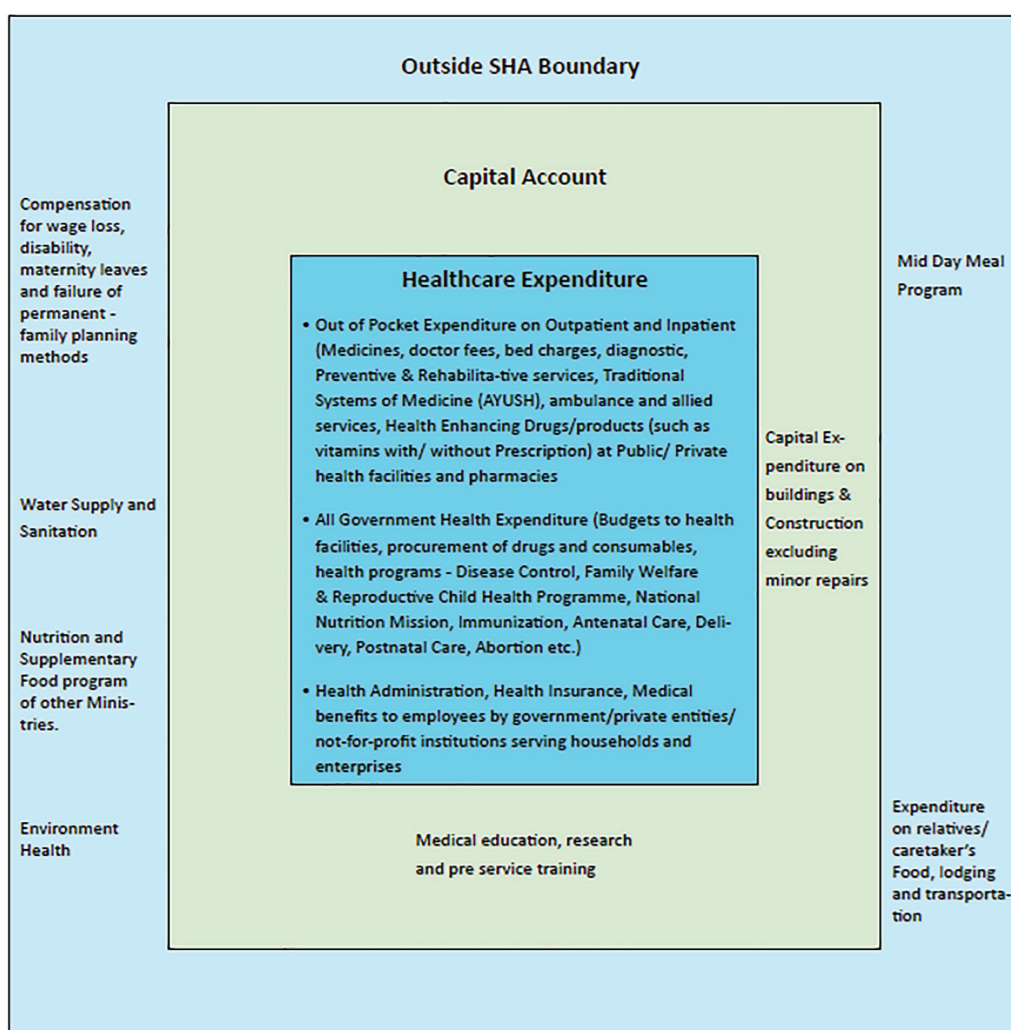 Outside SHA Boundary
Capital Account
Compensation
for wage loss,
disability,
maternity leaves
and failure of
permanent -
family planning
methods
Water Supply and
Sanitation
Nutrition and
Supplementary
Food program
of other Minis-
tries.
Environment
Health
Healthcare Expenditure
• Out of Pocket Expenditure on Outpatient and Inpatient
(Medicines, doctor fees, bed charges, diagnostic,
Preventive & Rehabilita-tive services, Traditional
Systems of Medicine (AYUSH), ambulance and allied
services, Health Enhancing Drugs/products (such as
vitamins with/ without Prescription) at Public/ Private
health facilities and pharmacies
• All Government Health Expenditure (Budgets to health
facilities, procurement of drugs and consumables,
health programs - Disease Control, Family Welfare
& Reproductive Child Health Programme, National
Nutrition Mission, Immunization, Antenatal Care, Deli-
very, Postnatal Care, Abortion etc.)
• Health Administration, Health Insurance, Medical
benefits to employees by government/private entities/
not-for-profit institutions serving households and
enterprises
Capital Ex-
penditure on
buildings &
Construction
excluding
minor repairs
Medical education, research
and pre service training
Mid Day Meal
Program
Expenditure
on relatives/
caretaker's
Food, lodging
and transporta-
tion